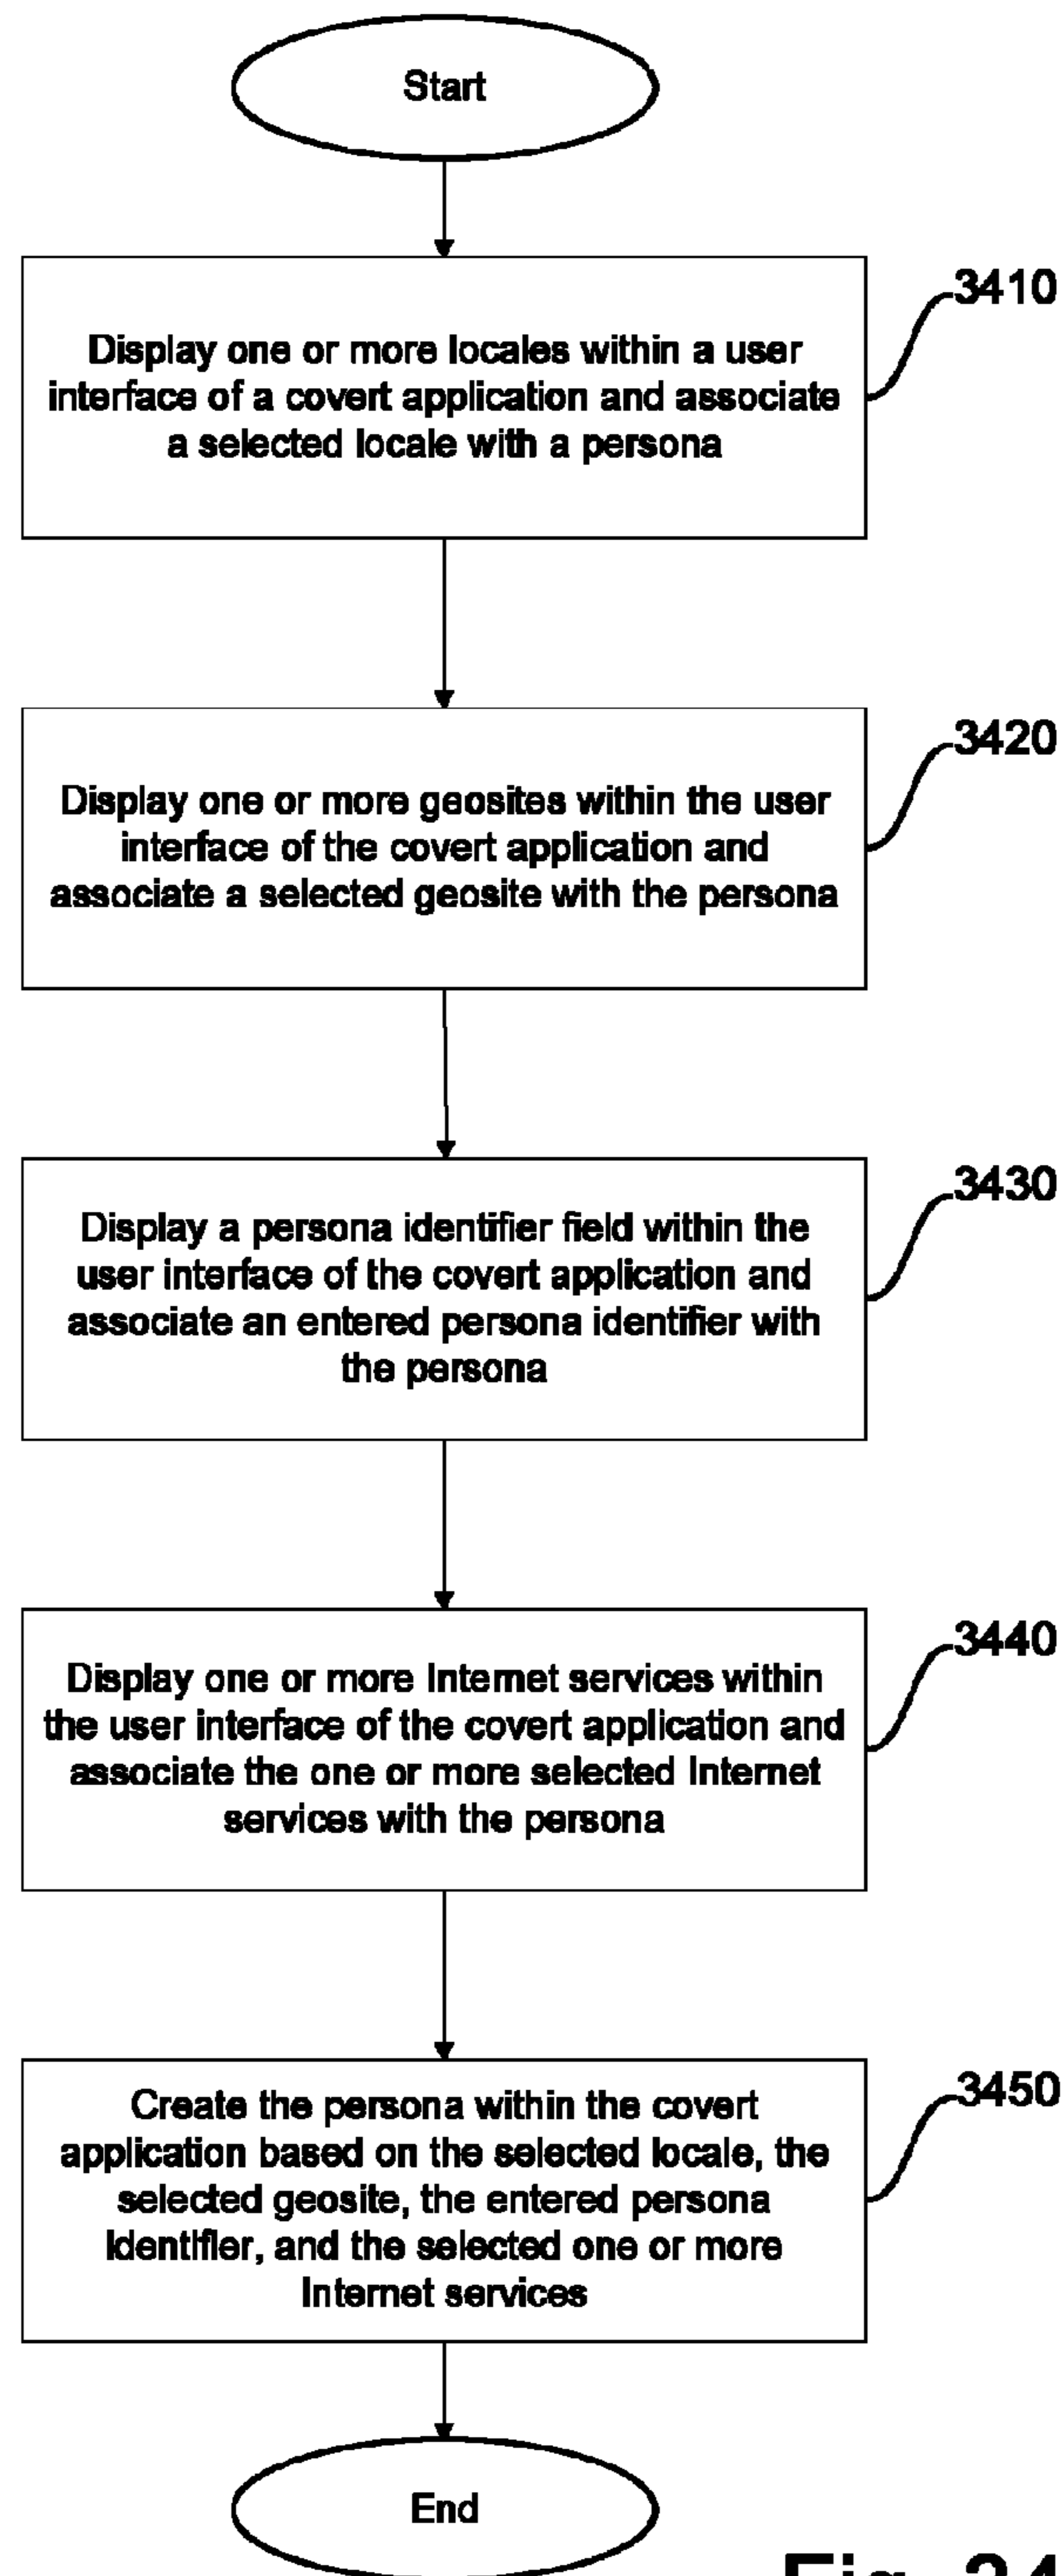 Start
3410
Display one or more locales within a user
interface of a covert application and associate
a selected locale with a persona
3420
Display one or more geosites within the user
interface of the covert application and
associate a selected geosite with the persona
3430
Display a persona identifier field within the
user interface of the covert application and
associate an entered persona identifier with
the persona
3440
Display one or more Internet services within
the user interface of the covert application and
associate the one or more selected Internet
services with the persona
3450
Create the persona within the covert
application based on the selected locale, the
selected geosite, the entered persona
identifier, and the selected one or more
Internet services
End
Fig. 34